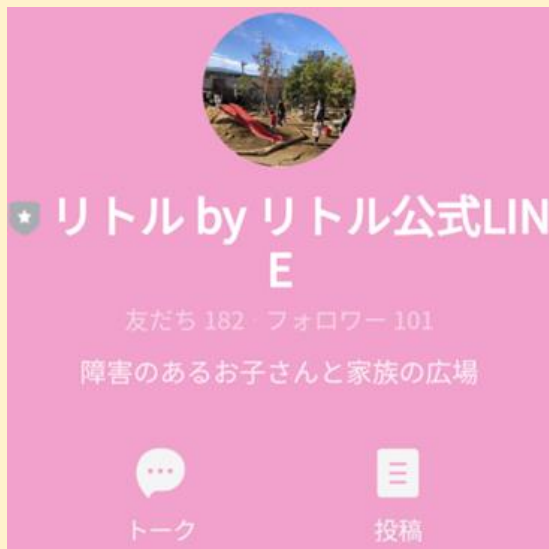 リトル by リトル公式LIN
E
友だち 182・フォロワー 101
障害のあるお子さんと家族の広場
トーク
投稿